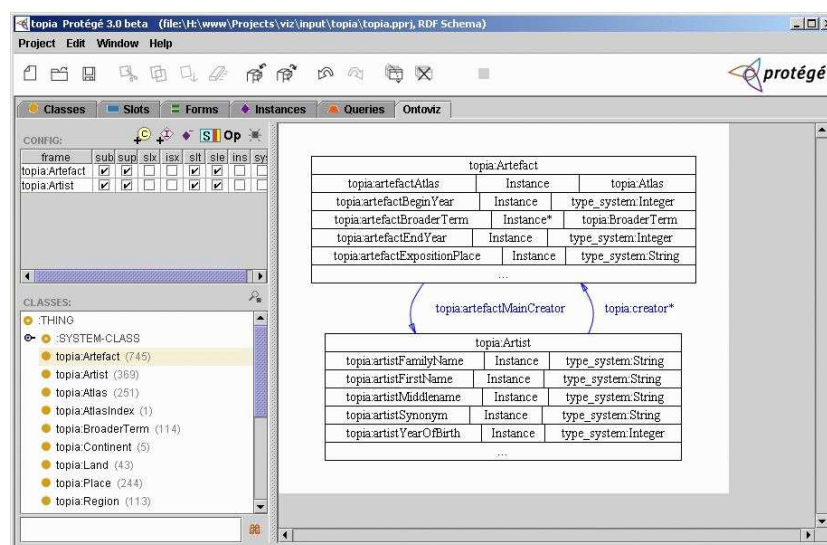 topia Protégé 3.0 beta (file:\H:\www\Projects\viz\input\topia\topia.pprj, RDF Schema)
Project Edit Window Help
protégé
Classes Slots Forms Instances Queries Ontoviz
CONFIG: C I S Op
frame sub sup slx isx slt sle ins sy
topia:Artefact
topia:Artist
CLASSES:
:THING
:SYSTEM-CLASS
topia:Artefact (745)
topia:Artist (369)
topia:Atlas (251)
topia:AtlasIndex (1)
topia:BroaderTerm (114)
topia:Continent (5)
topia:Land (43)
topia:Place (244)
topia:Region (113)
topia:Artefact
topia:artefactAtlas Instance topia:Atlas
topia:artefactBeginYear Instance type_system:Integer
topia:artefactBroaderTerm Instance* topia:BroaderTerm
topia:artefactEndYear Instance type_system:Integer
topia:artefactExpositionPlace Instance type_system:String
...
topia:artefactMainCreator topia:creator*
topia:Artist
topia:artistFamilyName Instance type_system:String
topia:artistFirstName Instance type_system:String
topia:artistMiddlename Instance type_system:String
topia:artistSynonym Instance type_system:String
topia:artistYearOfBirth Instance type_system:Integer
...